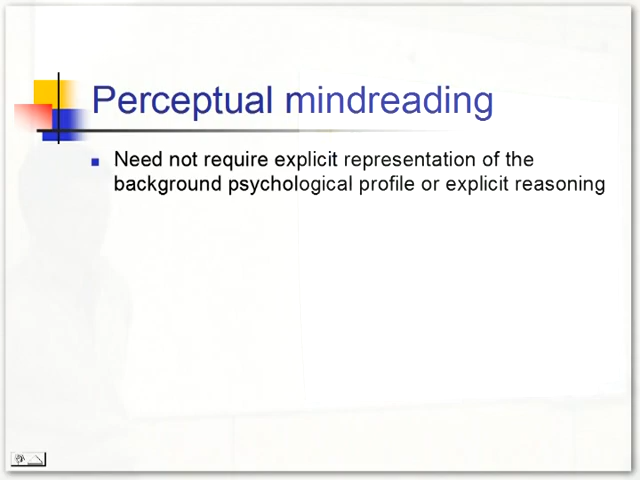 Perceptual mindreading
Need not require explicit representation of the
background psychological profile or explicit reasoning